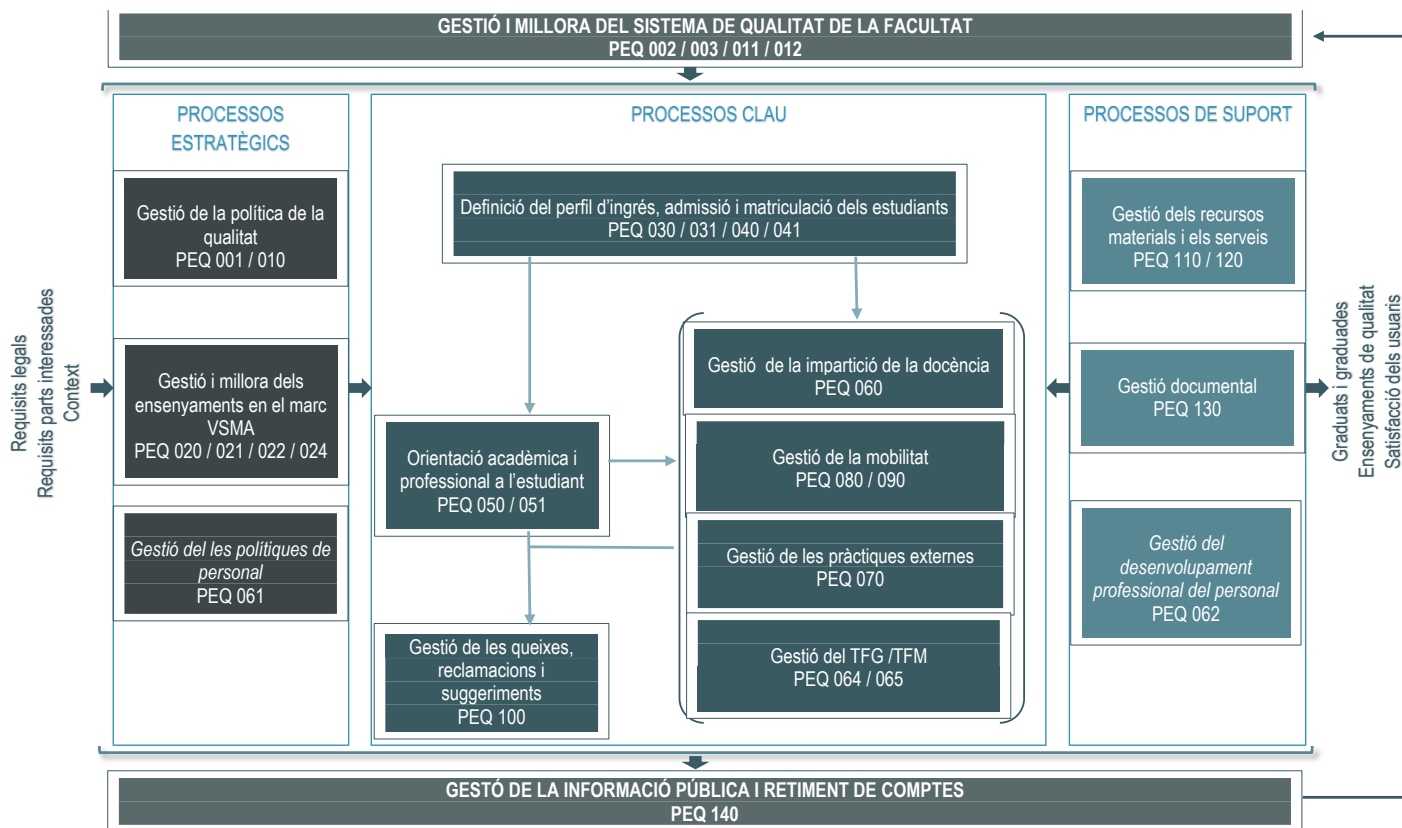 GESTIÓ I MILLORA DEL SISTEMA DE QUALITAT DE LA FACULTAT
PEQ 002 / 003 / 011 / 012
Requisits legals
Requisits parts interessades
Context
PROCESSOS
ESTRATÈGICS
Gestió de la política de la
qualitat
PEQ 001 / 010
Gestió i millora dels
ensenyaments en el marc
VSMA
PEQ 020 / 021 / 022 / 024
Gestió del les polítiques de
personal
PEQ 061
PROCESSOS CLAU
Definició del perfil d’ingrés, admissió i matriculació dels estudiants
PEQ 030 / 031 / 040 / 041
Orientació acadèmica i
professional a l’estudiant
PEQ 050 / 051
Gestió de les queixes,
reclamacions i
suggeriments
PEQ 100
Gestió de la impartició de la docència
PEQ 060
Gestió de la mobilitat
PEQ 080 / 090
Gestió de les pràctiques externes
PEQ 070
Gestió del TFG /TFM
PEQ 064 / 065
PROCESSOS DE SUPORT
Gestió dels recursos
materials i els serveis
PEQ 110 / 120
Gestió documental
PEQ 130
Gestió del
desenvolupament
professional del personal
PEQ 062
Graduats i graduades
Ensenyaments de qualitat
Satisfacció dels usuaris
GESTÓ DE LA INFORMACIÓ PÚBLICA I RETIMENT DE COMPTES
PEQ 140